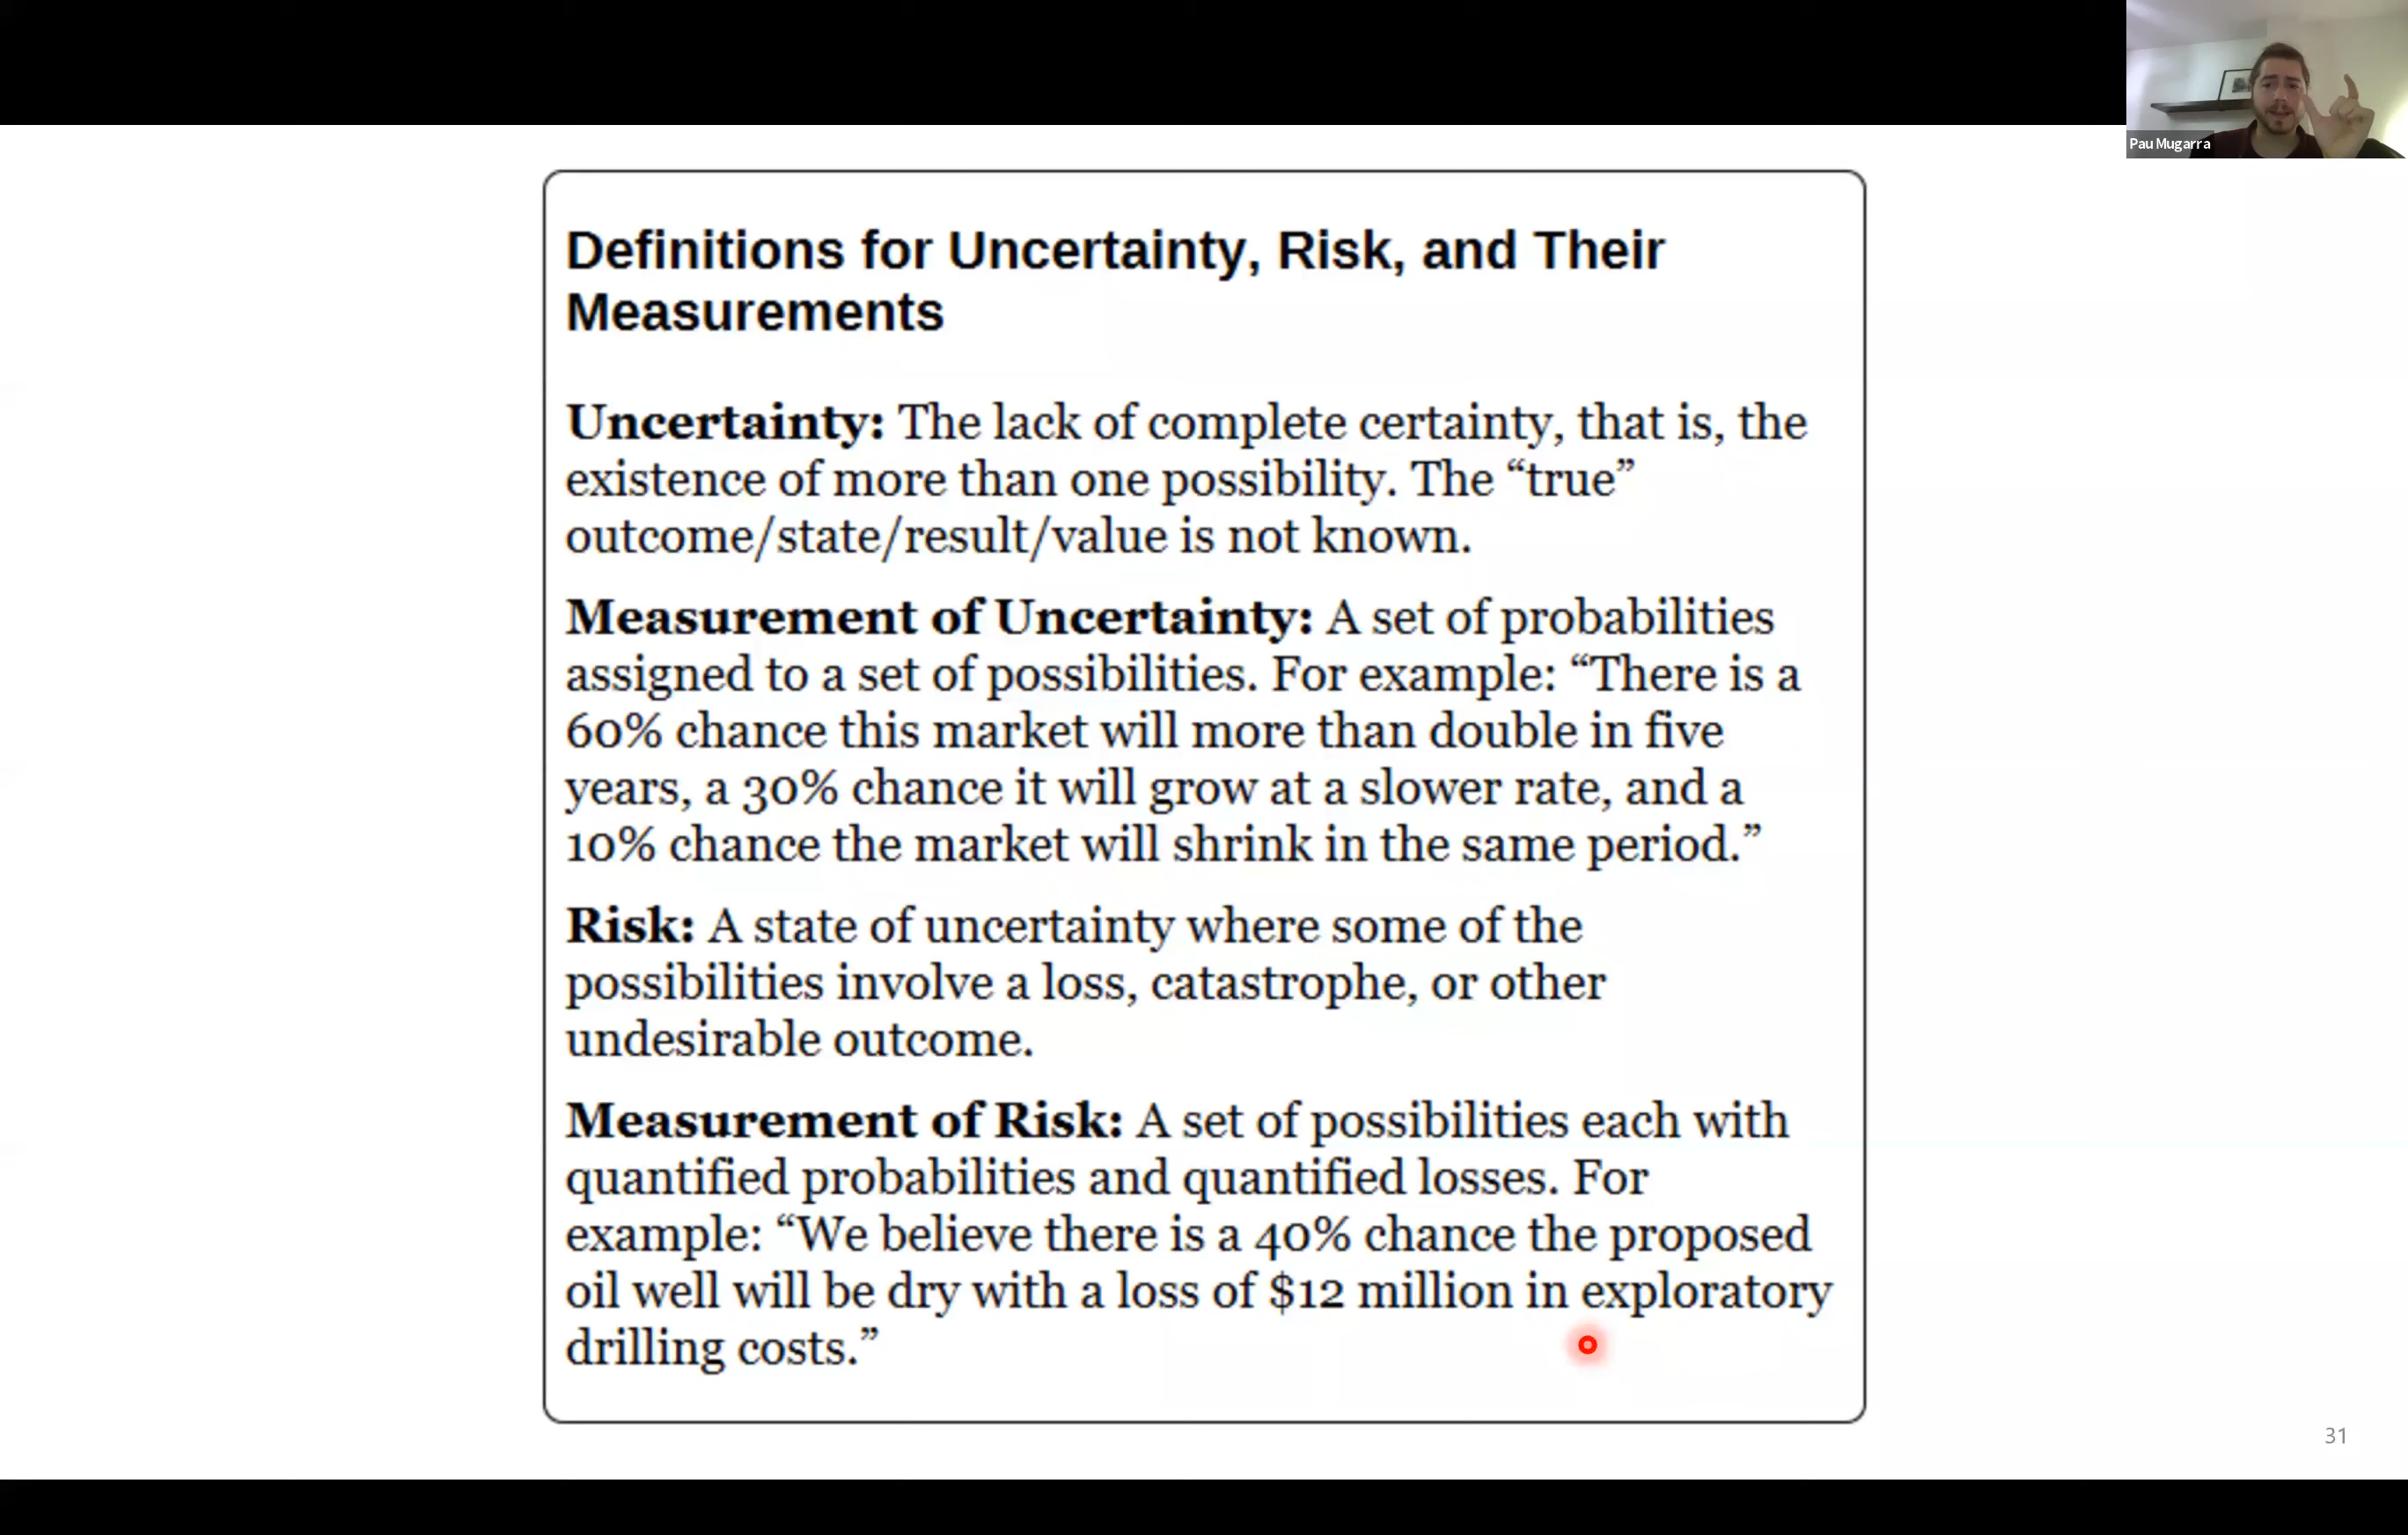 Pau Mugarra
Definitions for Uncertainty, Risk, and Their
Measurements
Uncertainty: The lack of complete certainty, that is, the
existence of more than one possibility. The “true”
outcome/state/result/value is not known.
Measurement of Uncertainty: A set of probabilities
assigned to a set of possibilities. For example: “There is a
60% chance this market will more than double in five
years, a 30% chance it will grow at a slower rate, and a
10% chance the market will shrink in the same period.”
Risk: A state of uncertainty where some of the
possibilities involve a loss, catastrophe, or other
undesirable outcome.
Measurement of Risk: A set of possibilities each with
quantified probabilities and quantified losses. For
example: “We believe there is a 40% chance the proposed
oil well will be dry with a loss of $12 million in exploratory
drilling costs.”
31